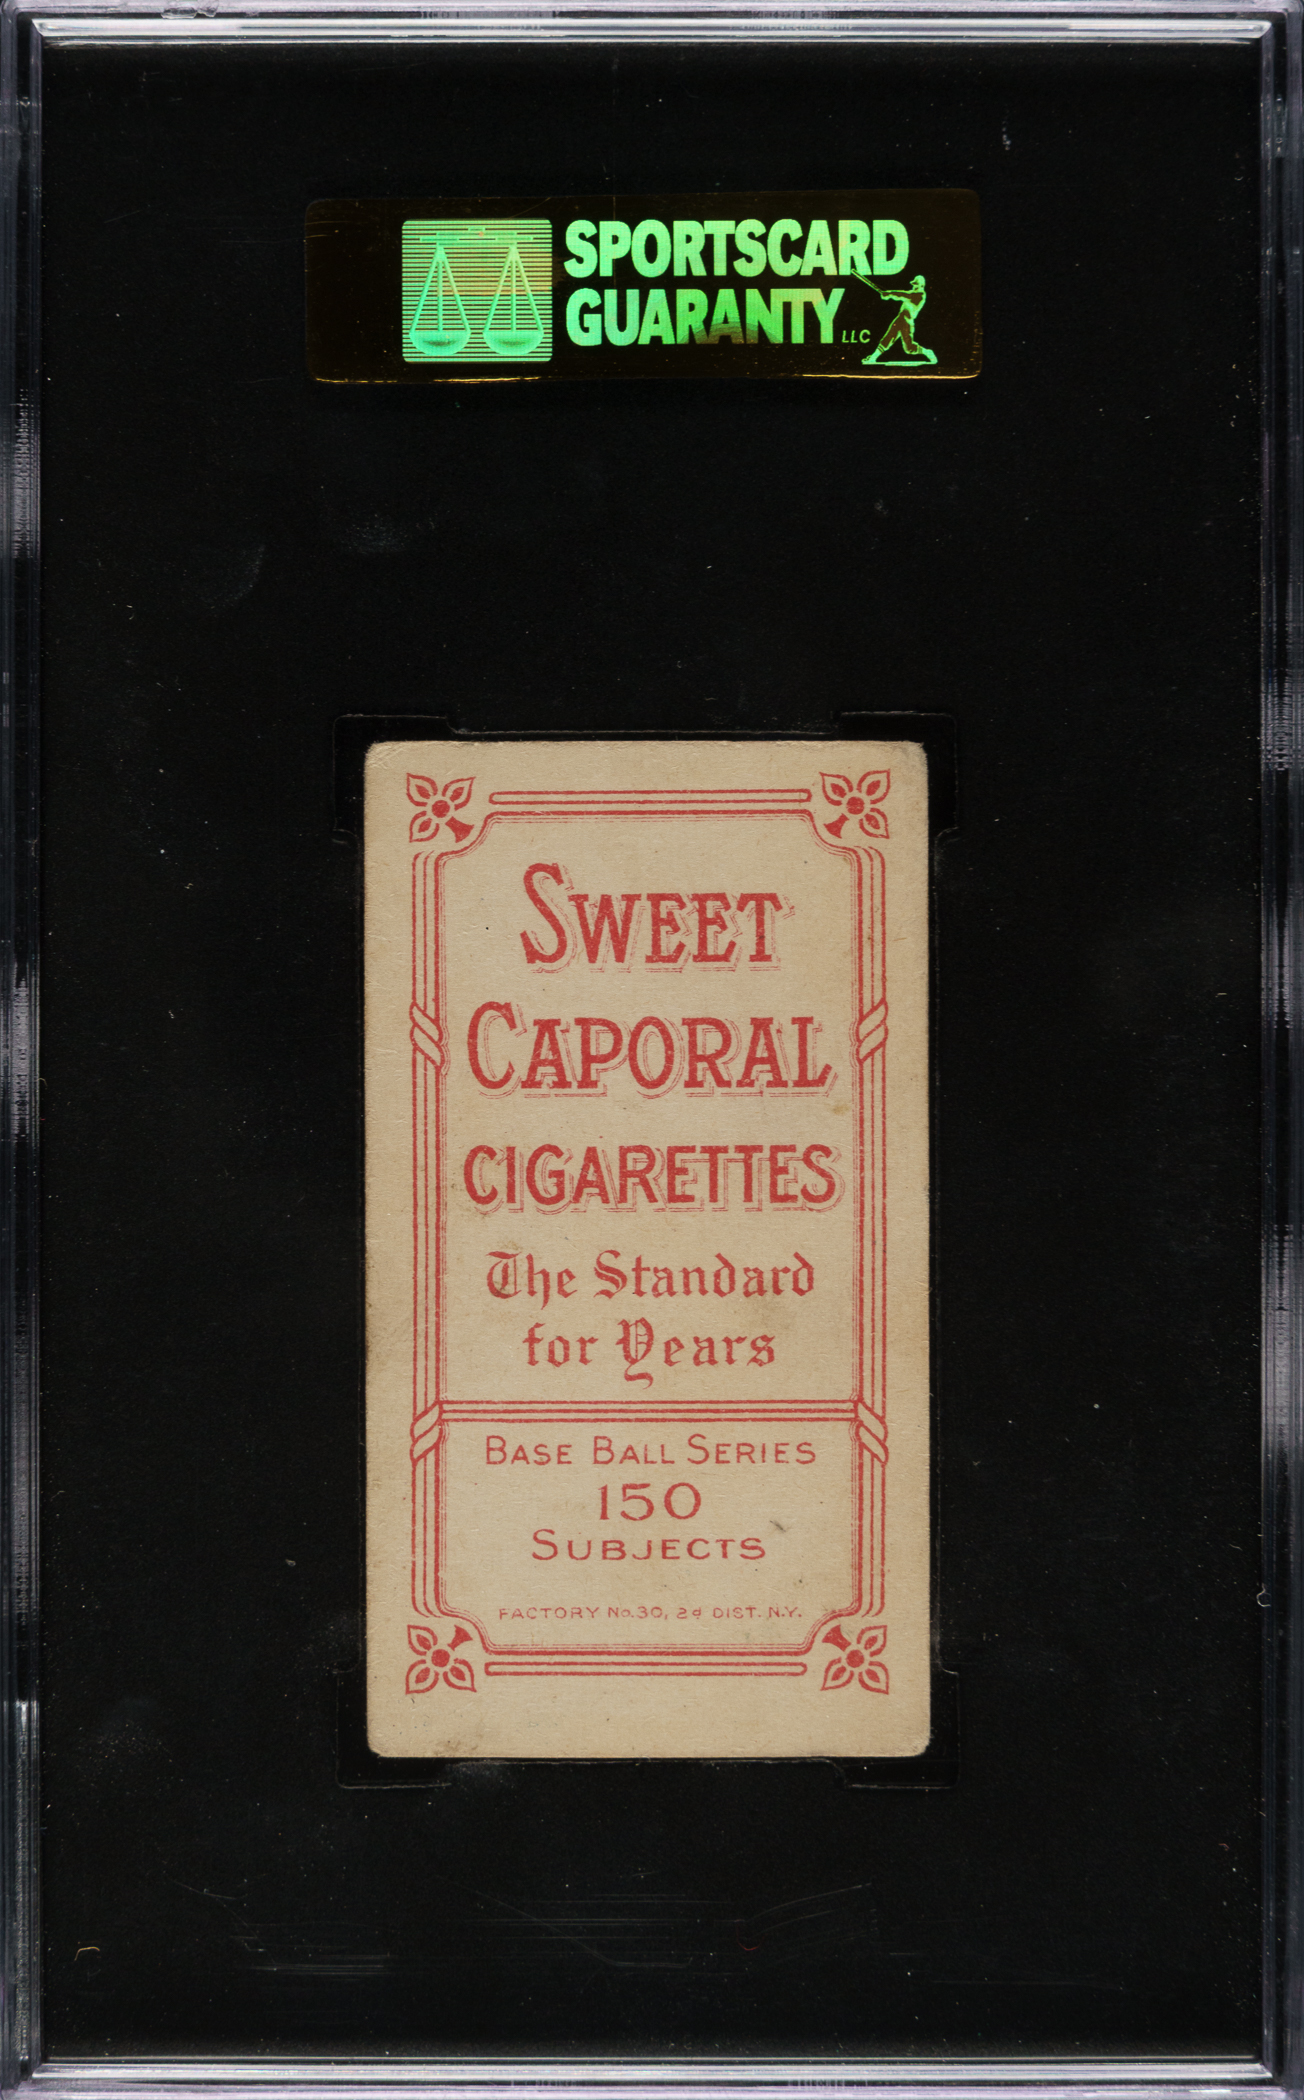 SPORTSCARD
GUARANTY LLC
SWEET
CAPORAL
CIGARETTES
The Standard
for Years
BASE BALL SERIES
150
SUBJECTS
FACTORY No. 30, 2d DIST. N.Y.